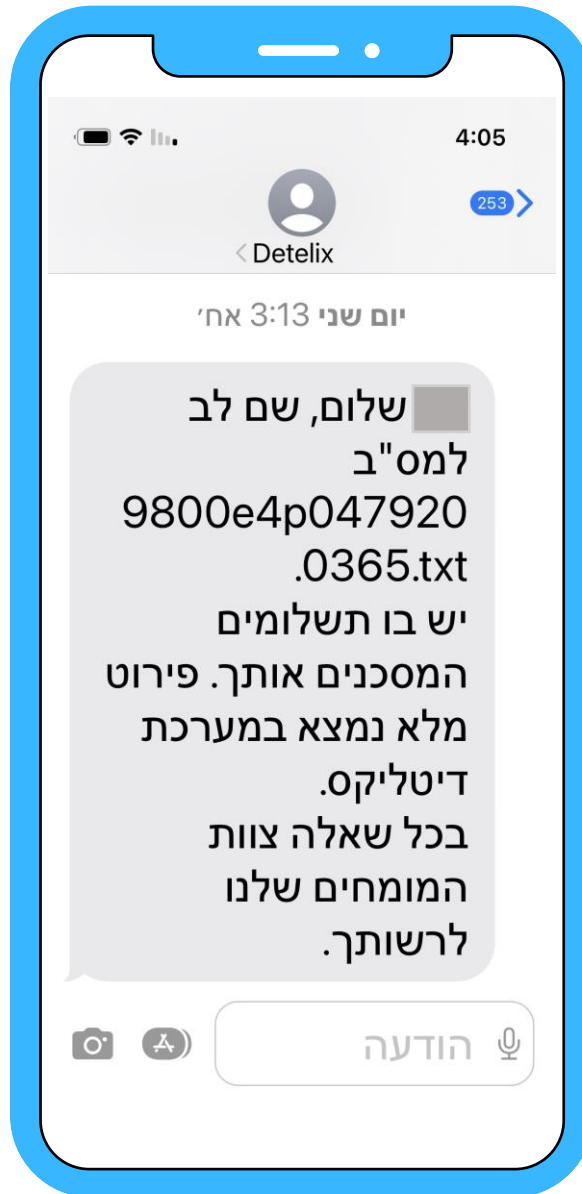 4:05
253
Detelix
יום שני 3:13 אח׳
שלום, שם לב
למס"ב
9800e4p047920
0365.txt.
יש בו תשלומים
המסכנים אותך. פירוט
מלא נמצא במערכת
דיטליקס.
בכל שאלה צוות
המומחים שלנו
לרשותך.
הודעה